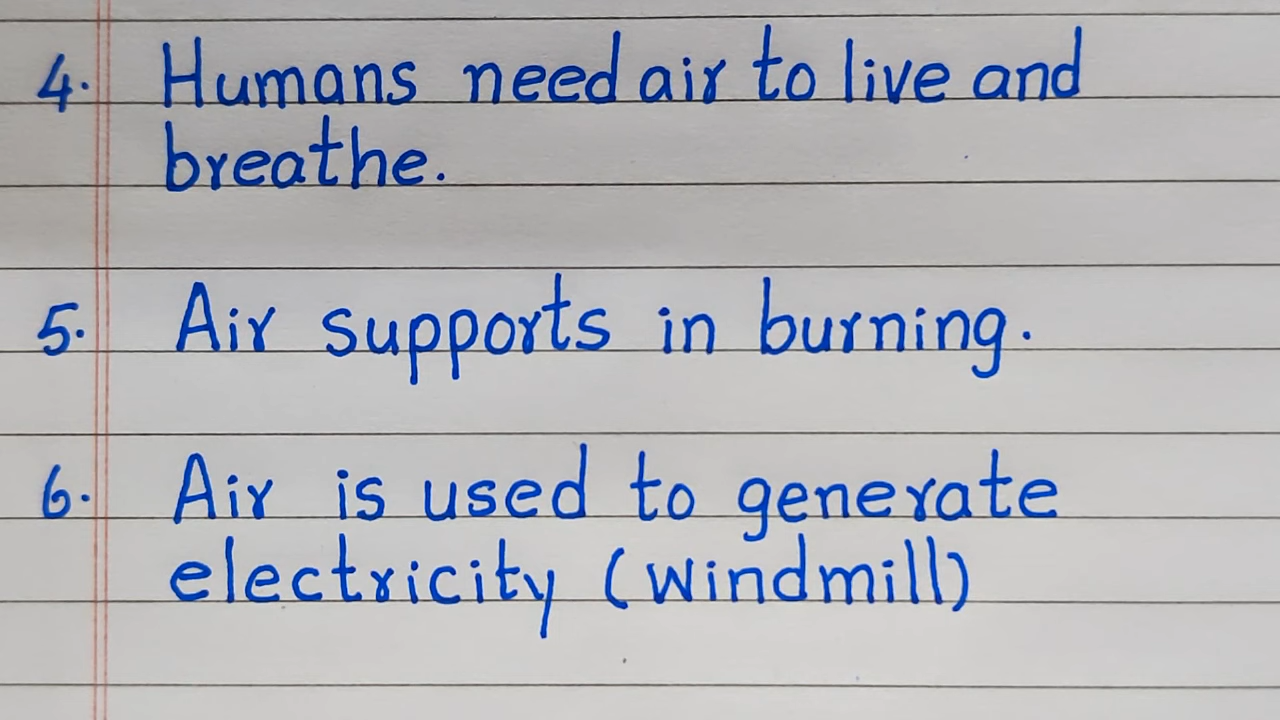 4. Humans need air to live and
breathe.
5. Air supports in burning.
6. Air is used to generate
electricity (windmill)